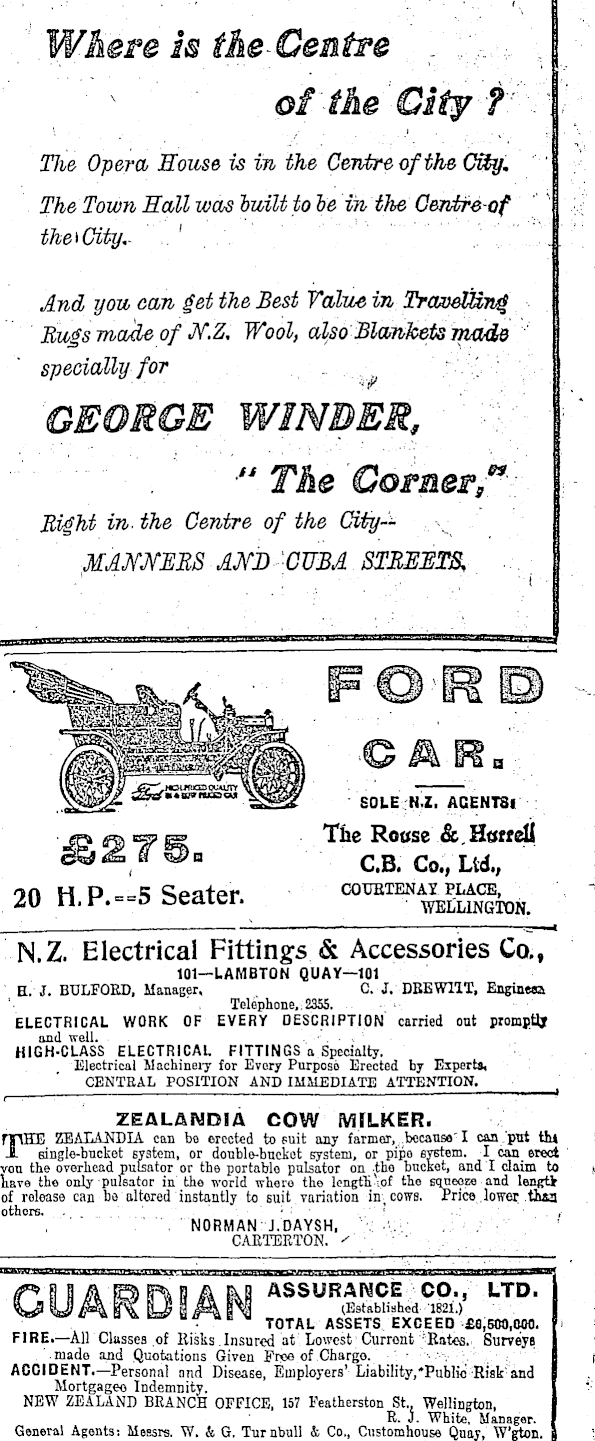 Where is the Centre
of the City ?
The Opera House is in the Centre of the City.
The Town Hall was built to be in the Centre of
the City.
And you can get the Best Value in Travelling
Rugs made of N.Z. Wool, also Blankets made
specially for
GEORGE WINDER,
"The Corner,"
Right in the Centre of the City--
MANNERS AND CUBA STREETS.
FORD
CAR.
Ford HIGH PRICED QUALITY
IN A LOW PRICED CAR
SOLE N.Z. AGENTS:
£275.
The Rouse & Hurrell
C.B. Co., Ltd.,
20 H.P.==5 Seater.
COURTENAY PLACE,
WELLINGTON.
N.Z. Electrical Fittings & Accessories Co.,
101—LAMBTON QUAY—101
H. J. BULFORD, Manager. C. J. DREWITT, Engineer
Telephone, 2355.
ELECTRICAL WORK OF EVERY DESCRIPTION carried out promptly
and well.
HIGH-CLASS ELECTRICAL FITTINGS a Specialty.
Electrical Machinery for Every Purpose Erected by Experts.
CENTRAL POSITION AND IMMEDIATE ATTENTION.
ZEALANDIA COW MILKER.
THE ZEALANDIA can be erected to suit any farmer, because I can put the
single-bucket system, or double-bucket system, or pipe system. I can erect
you the overhead pulsator or the portable pulsator on the bucket, and I claim to
have the only pulsator in the world where the length of the squeeze and length
of release can be altered instantly to suit variation in cows. Price lower than
others.
NORMAN J. DAYSH,
CARTERTON.
GUARDIAN ASSURANCE CO., LTD.
(Established 1821.)
TOTAL ASSETS EXCEED £6,500,000.
FIRE.—All Classes of Risks Insured at Lowest Current Rates. Surveys
made and Quotations Given Free of Charge.
ACCIDENT.—Personal and Disease, Employers' Liability, Public Risk and
Mortgagee Indemnity.
NEW ZEALAND BRANCH OFFICE, 157 Featherston St., Wellington,
R. J. White, Manager.
General Agents: Messrs. W. & G. Turnbull & Co., Customhouse Quay, W'gton.